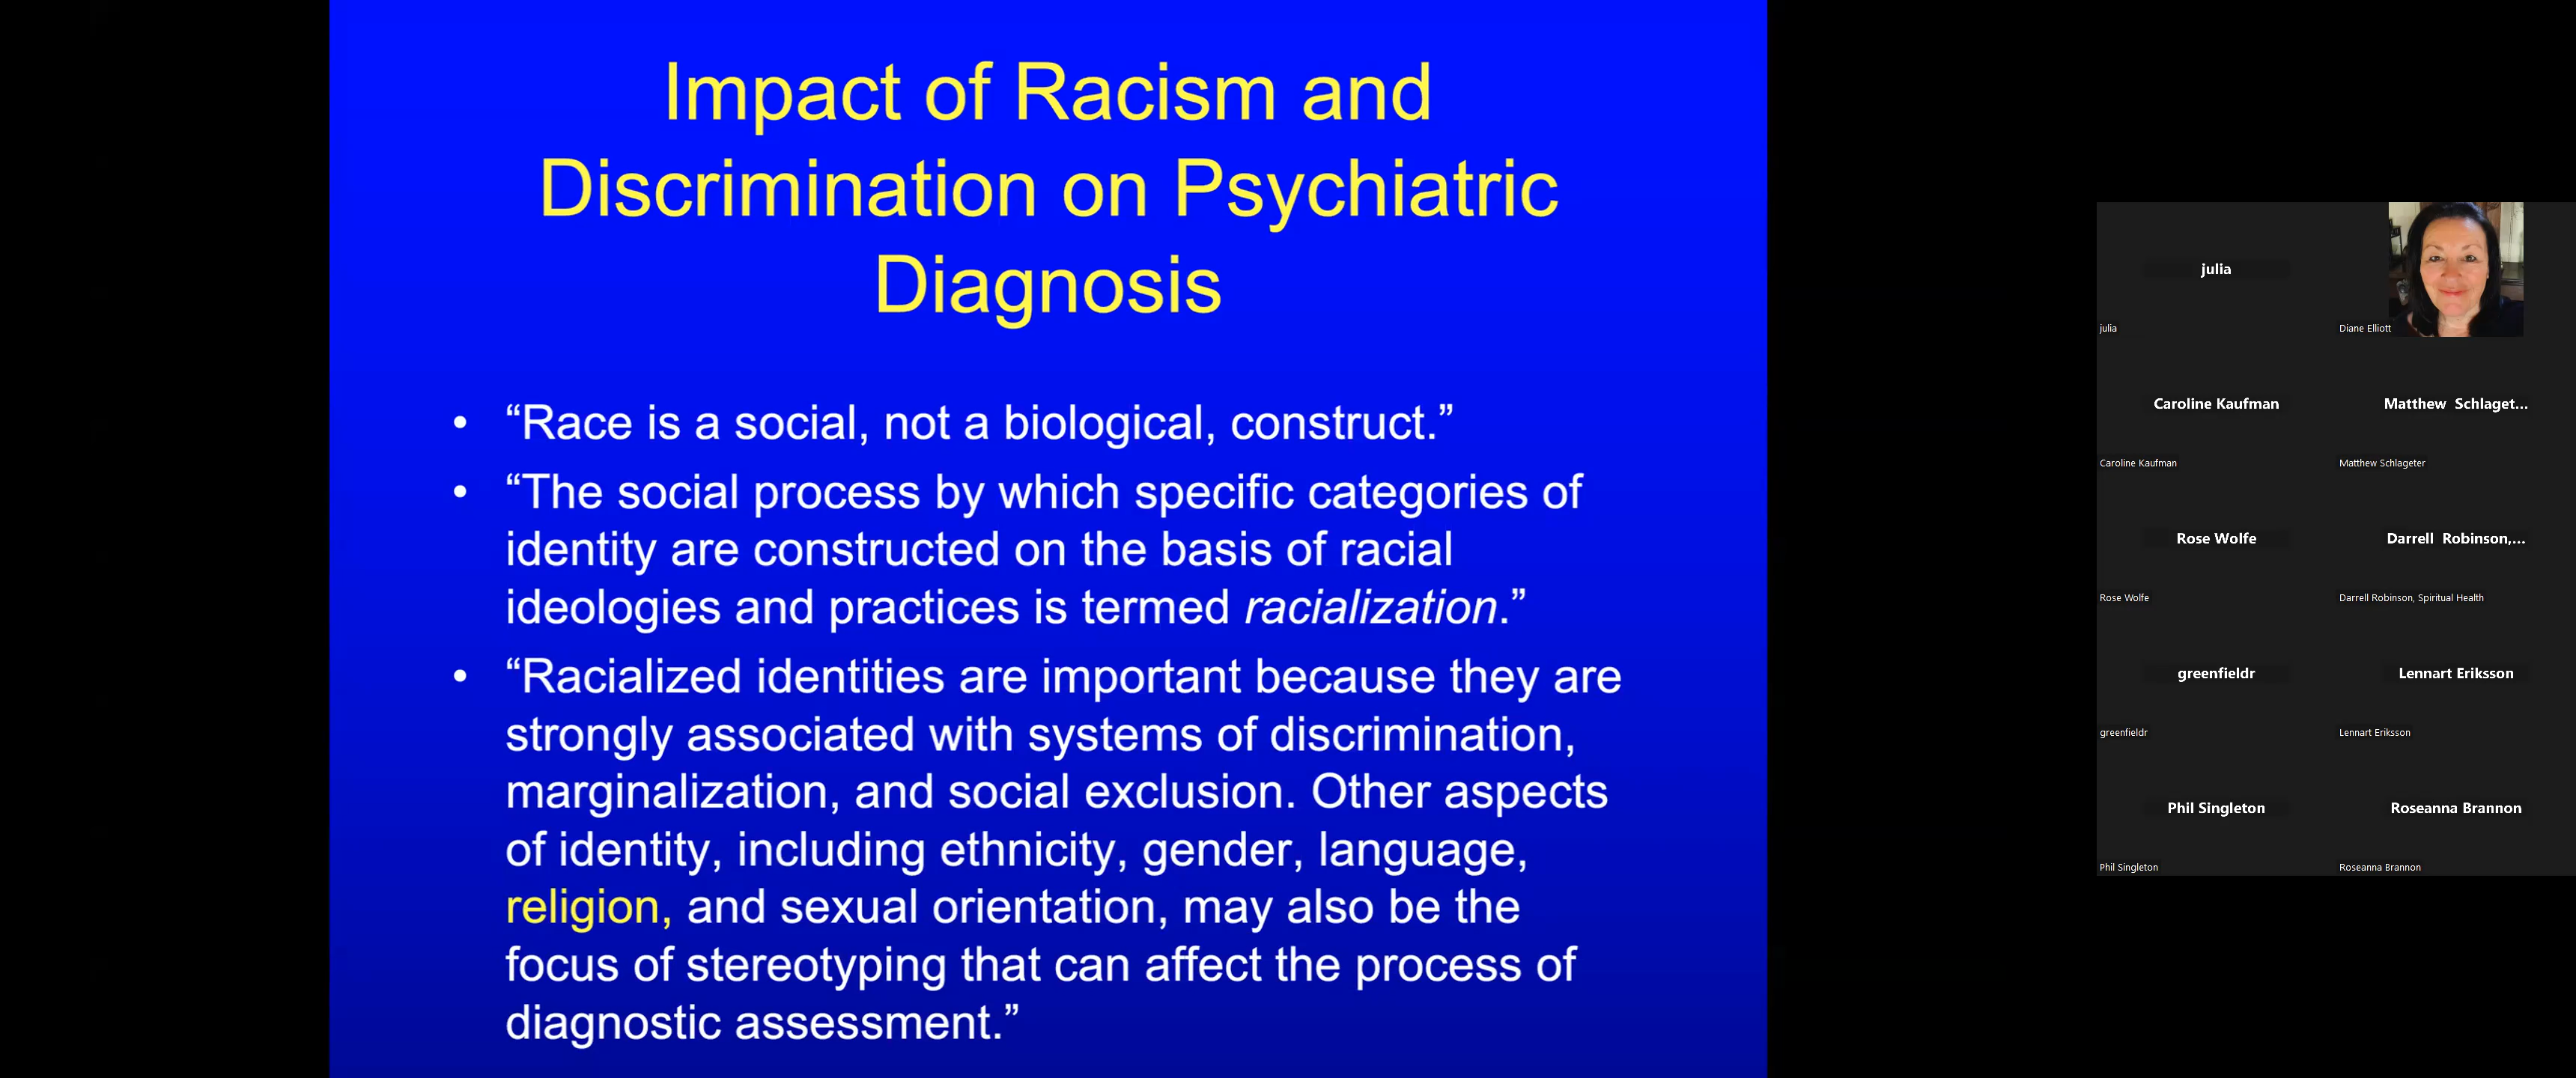 Impact of Racism and
Discrimination on Psychiatric
Diagnosis
• “Race is a social, not a biological, construct.”
• “The social process by which specific categories of
identity are constructed on the basis of racial
ideologies and practices is termed racialization.”
• “Racialized identities are important because they are
strongly associated with systems of discrimination,
marginalization, and social exclusion. Other aspects
of identity, including ethnicity, gender, language,
religion, and sexual orientation, may also be the
focus of stereotyping that can affect the process of
diagnostic assessment.”
julia
julia
Diane Elliott
Caroline Kaufman
Matthew Schlaget...
Caroline Kaufman
Matthew Schlageter
Rose Wolfe
Darrell Robinson,...
Rose Wolfe
Darrell Robinson, Spiritual Health
greenfieldr
Lennart Eriksson
greenfieldr
Lennart Eriksson
Phil Singleton
Roseanna Brannon
Phil Singleton
Roseanna Brannon